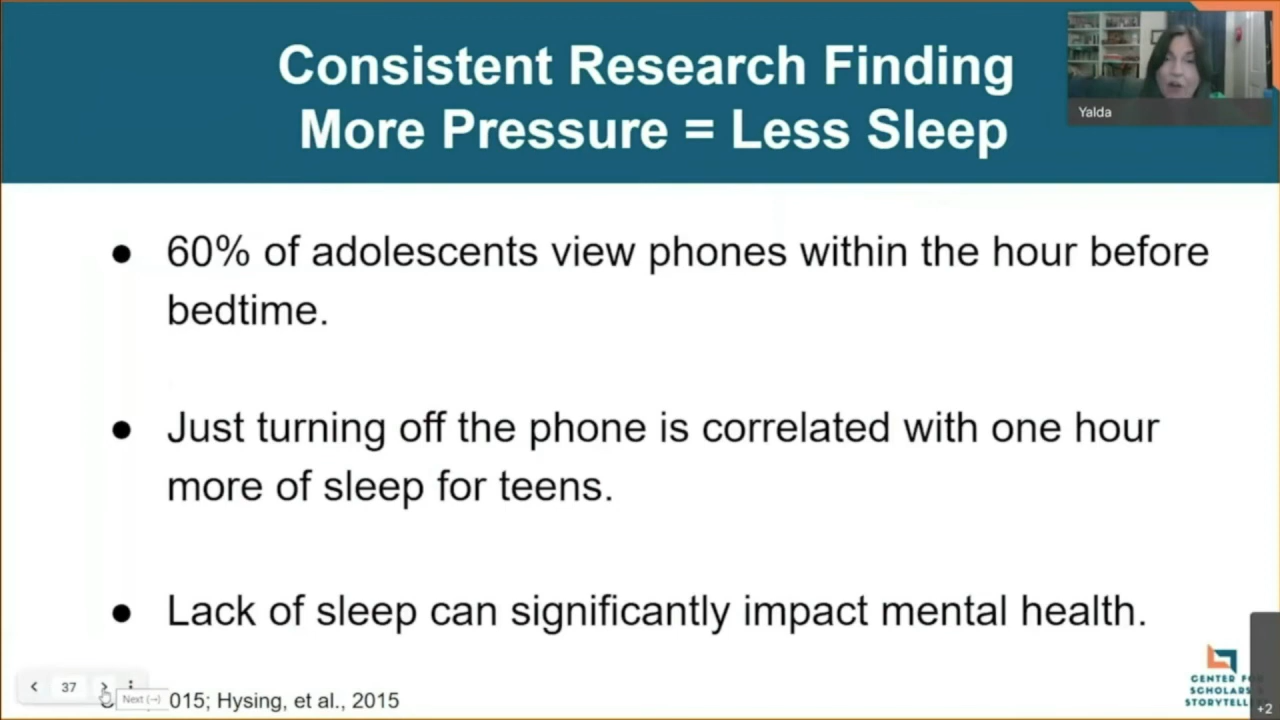 Consistent Research Finding
More Pressure = Less Sleep
Yalda
● 60% of adolescents view phones within the hour before
bedtime.
● Just turning off the phone is correlated with one hour
more of sleep for teens.
● Lack of sleep can significantly impact mental health.
37
Next (→)
015; Hysing, et al., 2015
CENTER FO
SCHOLARS &
STORYTELL
+2